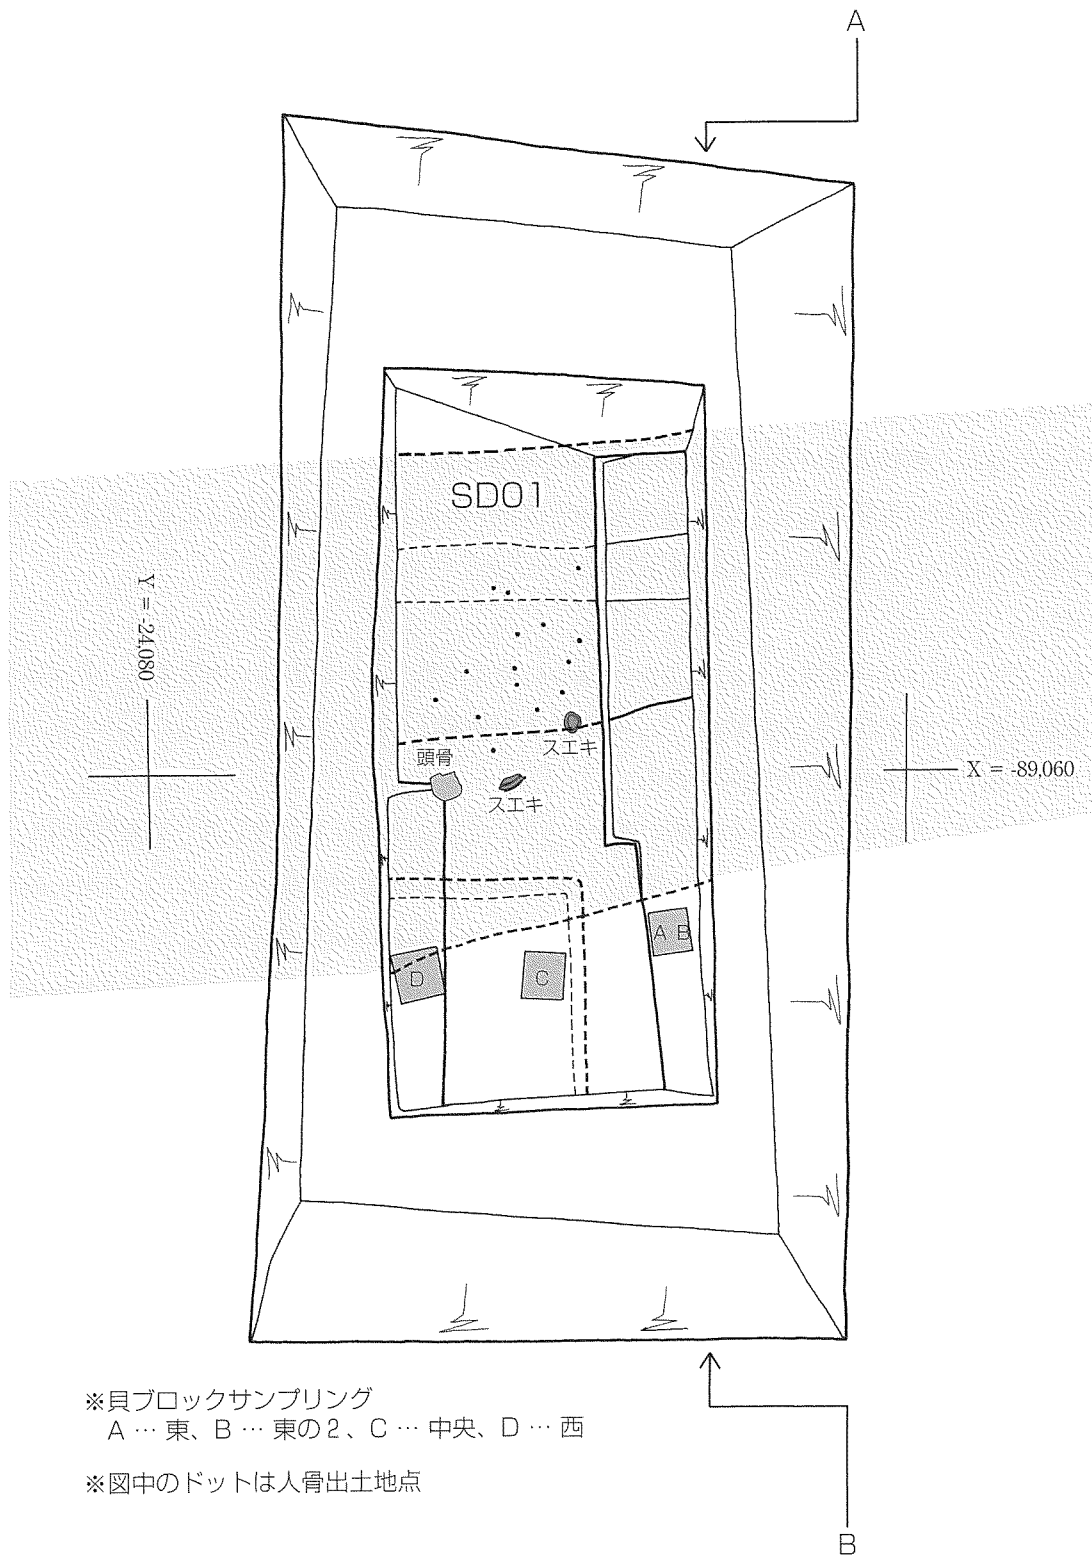 A
SD01
Y = -24,080
頭骨
スエキ
スエキ
X = -89,060
A B
D
C
※貝ブロックサンプリング
A … 東、B … 東の2、C … 中央、D … 西
※図中のドットは人骨出土地点
B